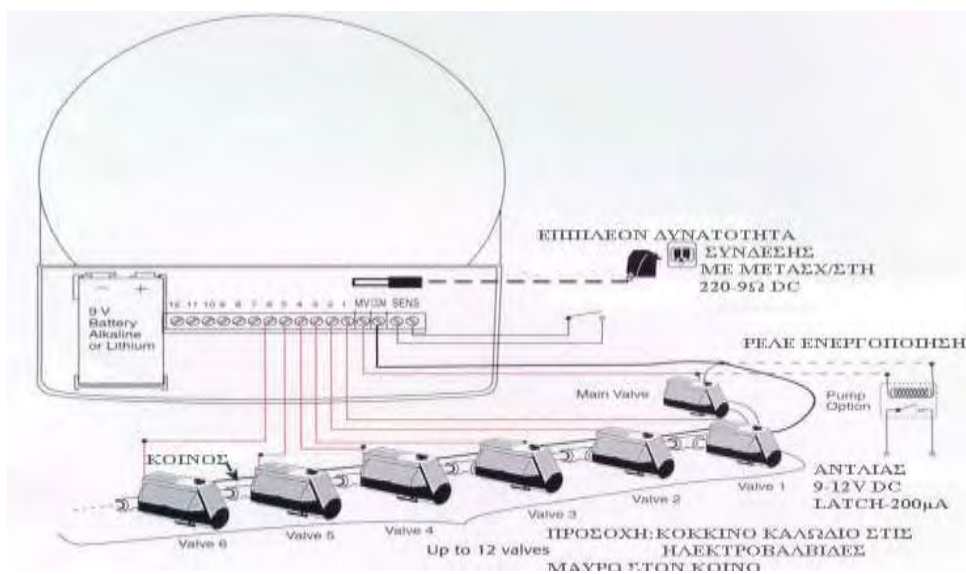 ΕΠΙΠΛΕΟΝ ΔΥΝΑΤΟΤΗΤΑ
ΣΥΝΔΕΣΗΣ
ΜΕ ΜΕΤΑΣΧ/ΣΤΗ
220-9Ω DC
9 V
Battery
Alkaline
or Lithium
12 11 10 9 8 7 6 5 4 3 2 1 MV COM SENS
ΡΕΛΕ ΕΝΕΡΓΟΠΟΙΗΣΗ
Main Valve
Pump
Option
ΚΟΙΝΟΣ
ΑΝΤΛΙΑΣ
9-12V DC
LATCH-200μΑ
Valve 1
Valve 2
Valve 3
Valve 4
Valve 5
Valve 6
Up to 12 valves
ΠΡΟΣΟΧΗ: ΚΟΚΚΙΝΟ ΚΑΛΩΔΙΟ ΣΤΙΣ
ΗΛΕΚΤΡΟΒΑΛΒΙΔΕΣ
ΜΑΥΡΟ ΣΤΟΝ ΚΟΙΝΟ